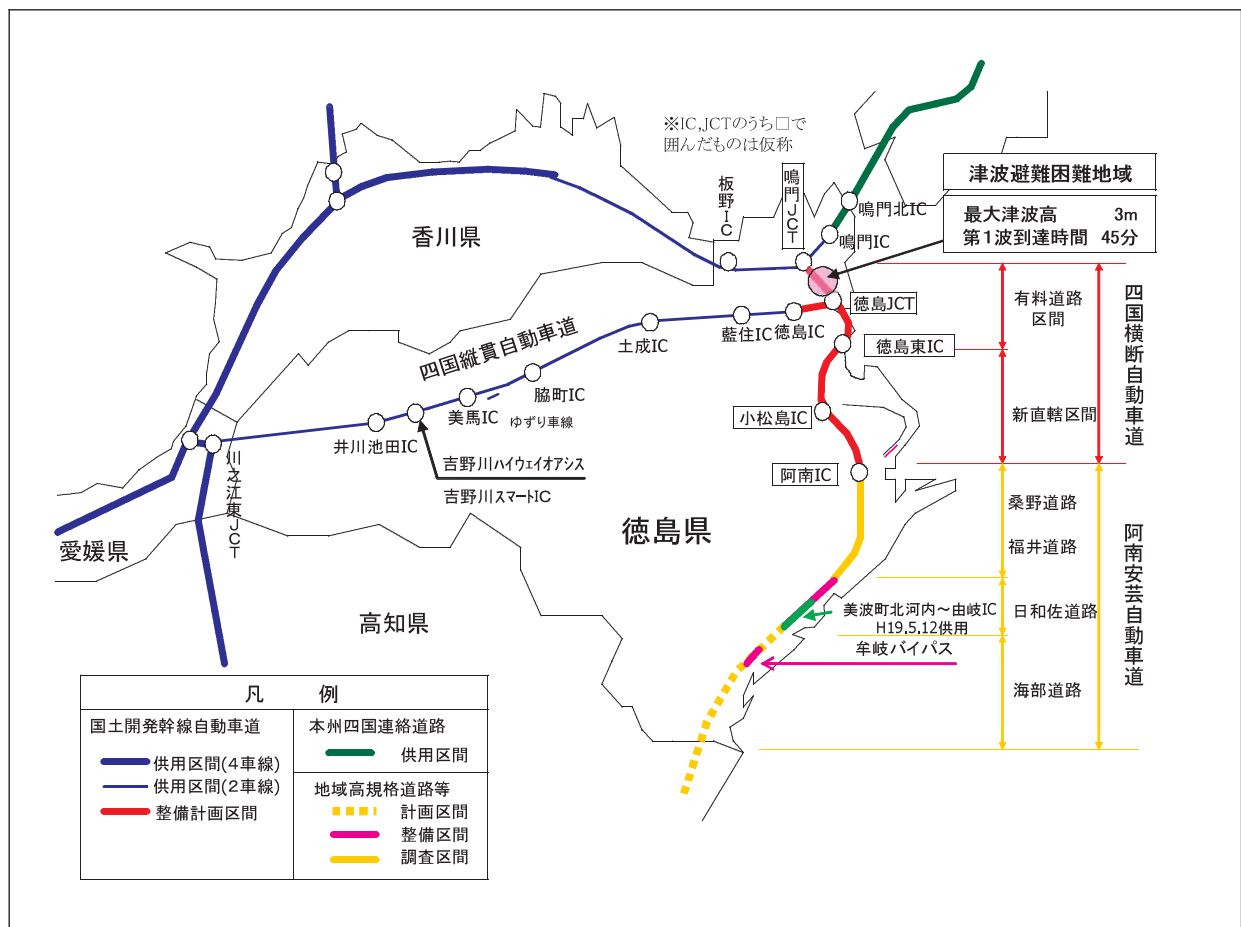 ※IC,JCTのうち□で
囲んだものは仮称
津波避難困難地域
最大津波高 3m
第1波到達時間 45分
鳴門JCT
板野IC
鳴門北IC
鳴門IC
香川県
徳島JCT
有料道路
区間
四国横断自動車道
四国縦貫自動車道
土成IC
藍住IC
徳島IC
徳島東IC
脇町IC
美馬IC
ゆずり車線
小松島IC
新直轄区間
井川池田IC
川之江東JCT
吉野川ハイウェイオアシス
吉野川スマートIC
阿南IC
徳島県
桑野道路
福井道路
阿南安芸自動車道
愛媛県
高知県
美波町北河内~由岐IC
H19.5.12供用
日和佐道路
牟岐バイパス
海部道路
凡 例
国土開発幹線自動車道
供用区間(4車線)
供用区間(2車線)
整備計画区間
本州四国連絡道路
供用区間
地域高規格道路等
計画区間
整備区間
調査区間